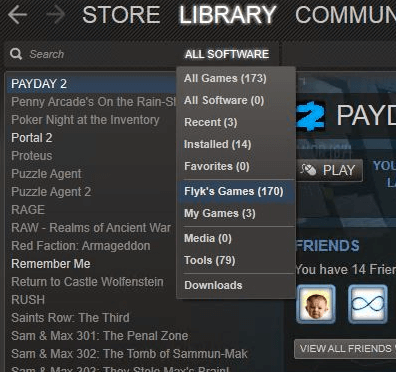 STORE LIBRARY COMMUN
Search
ALL SOFTWARE
All Games (173)
All Software (0)
Recent (3)
Installed (14)
Favorites (0)
Flyk's Games (170)
My Games (3)
Media (0)
Tools (79)
Downloads
PAYDAY 2
Penny Arcade's On the Rain-S
Poker Night at the Inventory
Portal 2
Proteus
Puzzle Agent
Puzzle Agent 2
RAGE
RAW - Realms of Ancient War
Red Faction: Armageddon
Remember Me
Return to Castle Wolfenstein
RUSH
Saints Row: The Third
Sam & Max 301: The Penal Zone
Sam & Max 302: The Tomb of Sammun-Mak
Sam & Max 303: They Stole Max's Brain!
2 PAYD
PLAY
YOU
LA
FRIENDS
You have 14 Frie
VIEW ALL FRIENDS